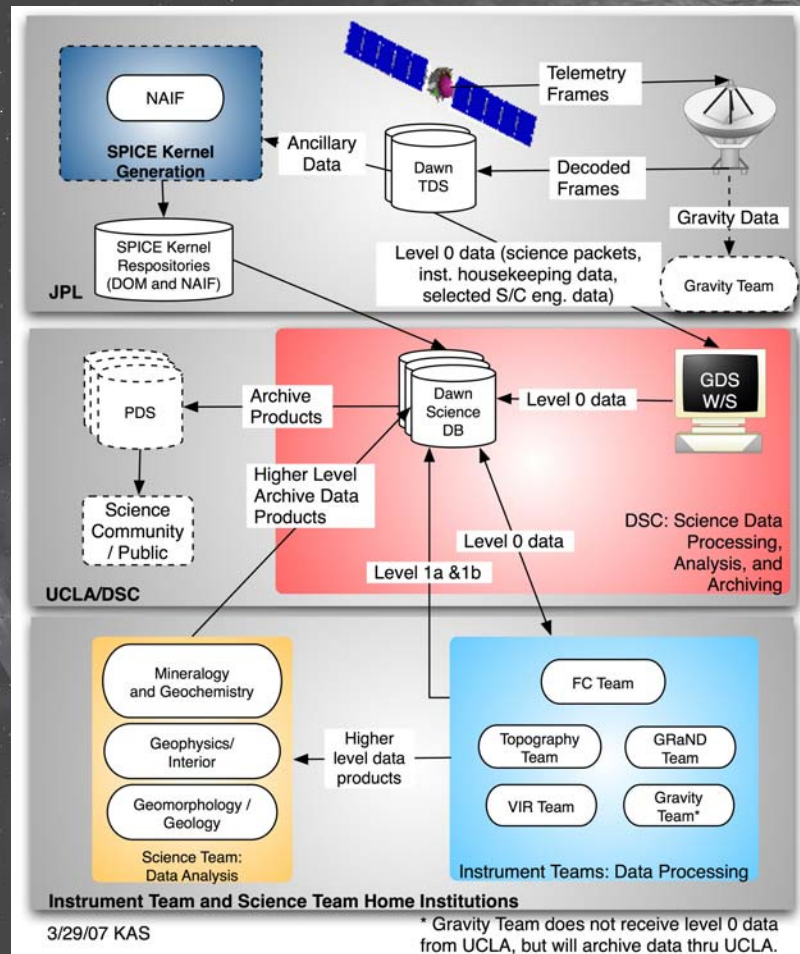 NAIF
SPICE Kernel
Generation
Telemetry
Frames
Ancillary
Data
Dawn
TDS
Decoded
Frames
Gravity Data
SPICE Kernel
Respositories
(DOM and NAIF)
Level 0 data (science packets,
inst. housekeeping data,
selected S/C eng. data)
Gravity Team
JPL
PDS
Archive
Products
Dawn
Science
DB
Level 0 data
GDS
W/S
Science
Community
/ Public
Higher Level
Archive Data
Products
Level 0 data
Level 1a &1b
DSC: Science Data
Processing,
Analysis, and
Archiving
UCLA/DSC
Mineralogy
and Geochemistry
Geophysics/
Interior
Geomorphology /
Geology
Science Team:
Data Analysis
Higher
level data
products
FC Team
Topography
Team
GRaND
Team
VIR Team
Gravity
Team*
Instrument Teams: Data Processing
Instrument Team and Science Team Home Institutions
3/29/07 KAS
* Gravity Team does not receive level 0 data
from UCLA, but will archive data thru UCLA.